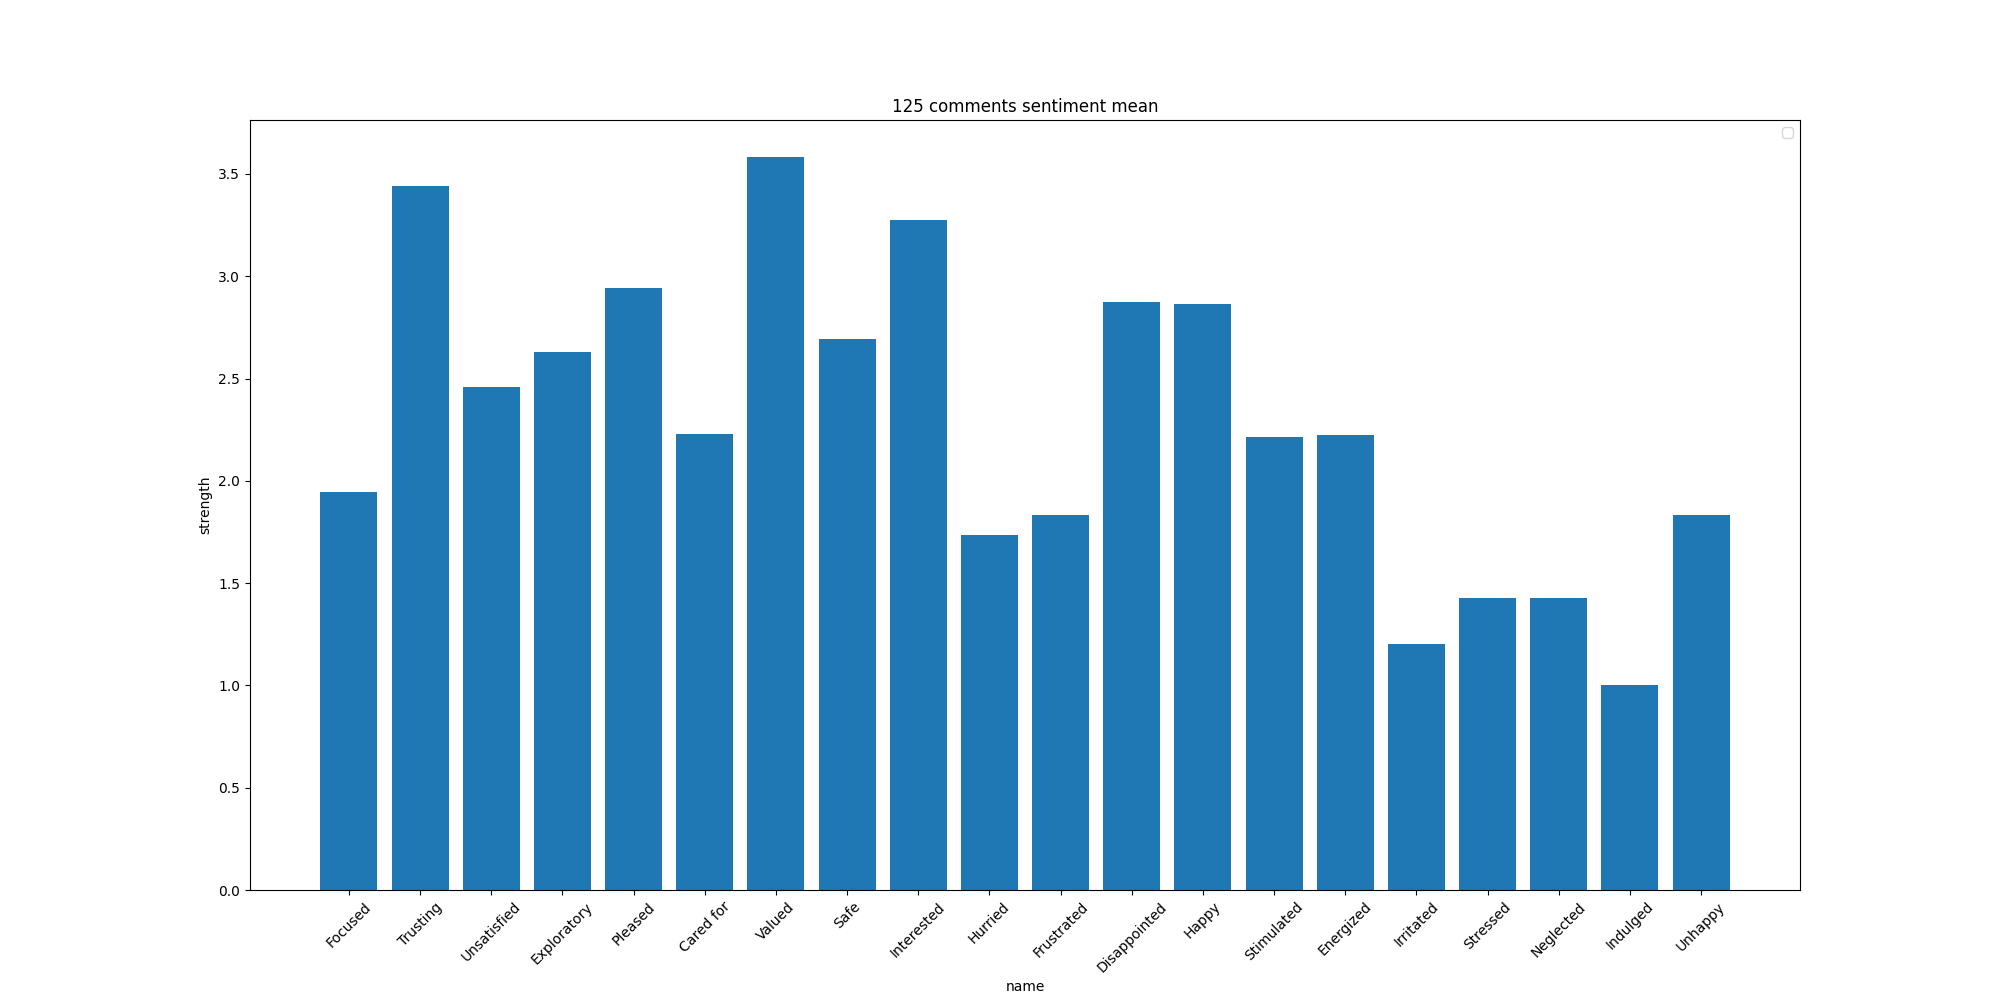 125 comments sentiment mean
strength
3.5
3.0
2.5
2.0
1.5
1.0
0.5
0.0
Focused
Trusting
Unsatisfied
Exploratory
Pleased
Cared for
Valued
Safe
Interested
Hurried
Frustrated
Disappointed
Happy
Stimulated
Energized
Irritated
Stressed
Neglected
Indulged
Unhappy
name